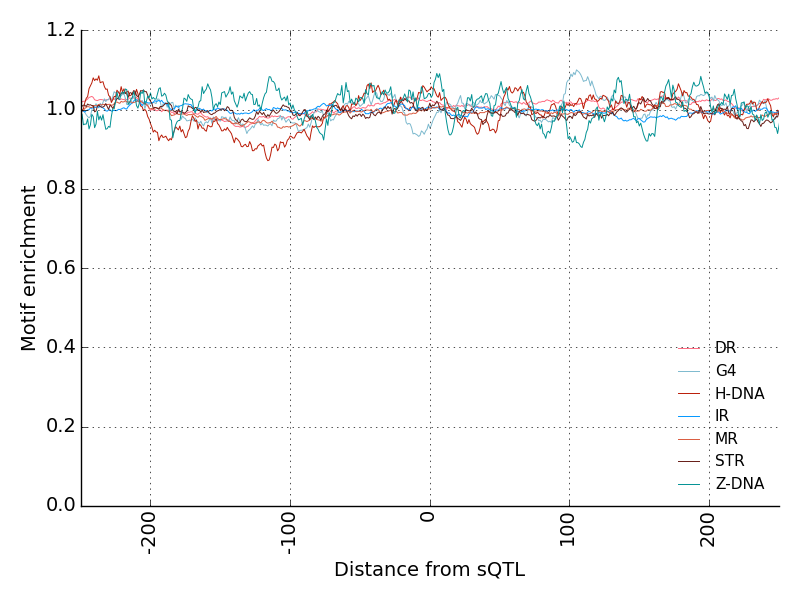 1.2
1.0
0.8
0.6
0.4
0.2
0.0
Motif enrichment
DR
G4
H-DNA
IR
MR
STR
Z-DNA
-200
-100
0
100
200
Distance from sQTL